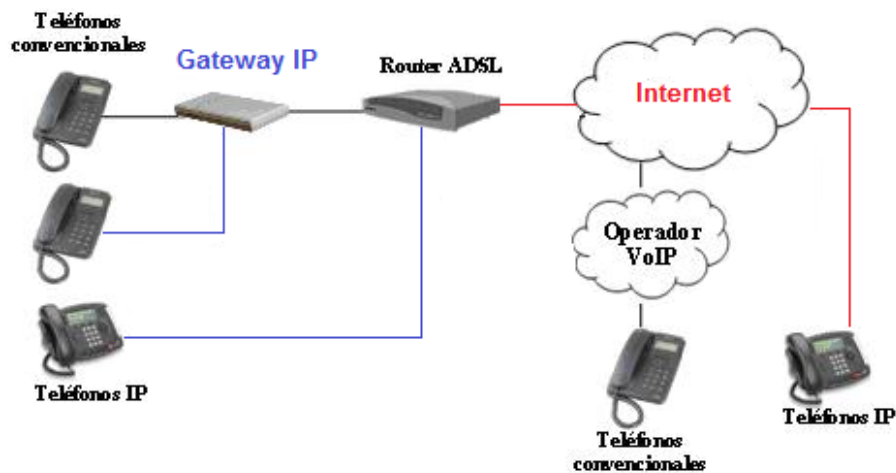 Teléfonos
convencionales
Gateway IP
Router ADSL
Internet
Operador
VoIP
Teléfonos IP
Teléfonos
convencionales
Teléfonos IP